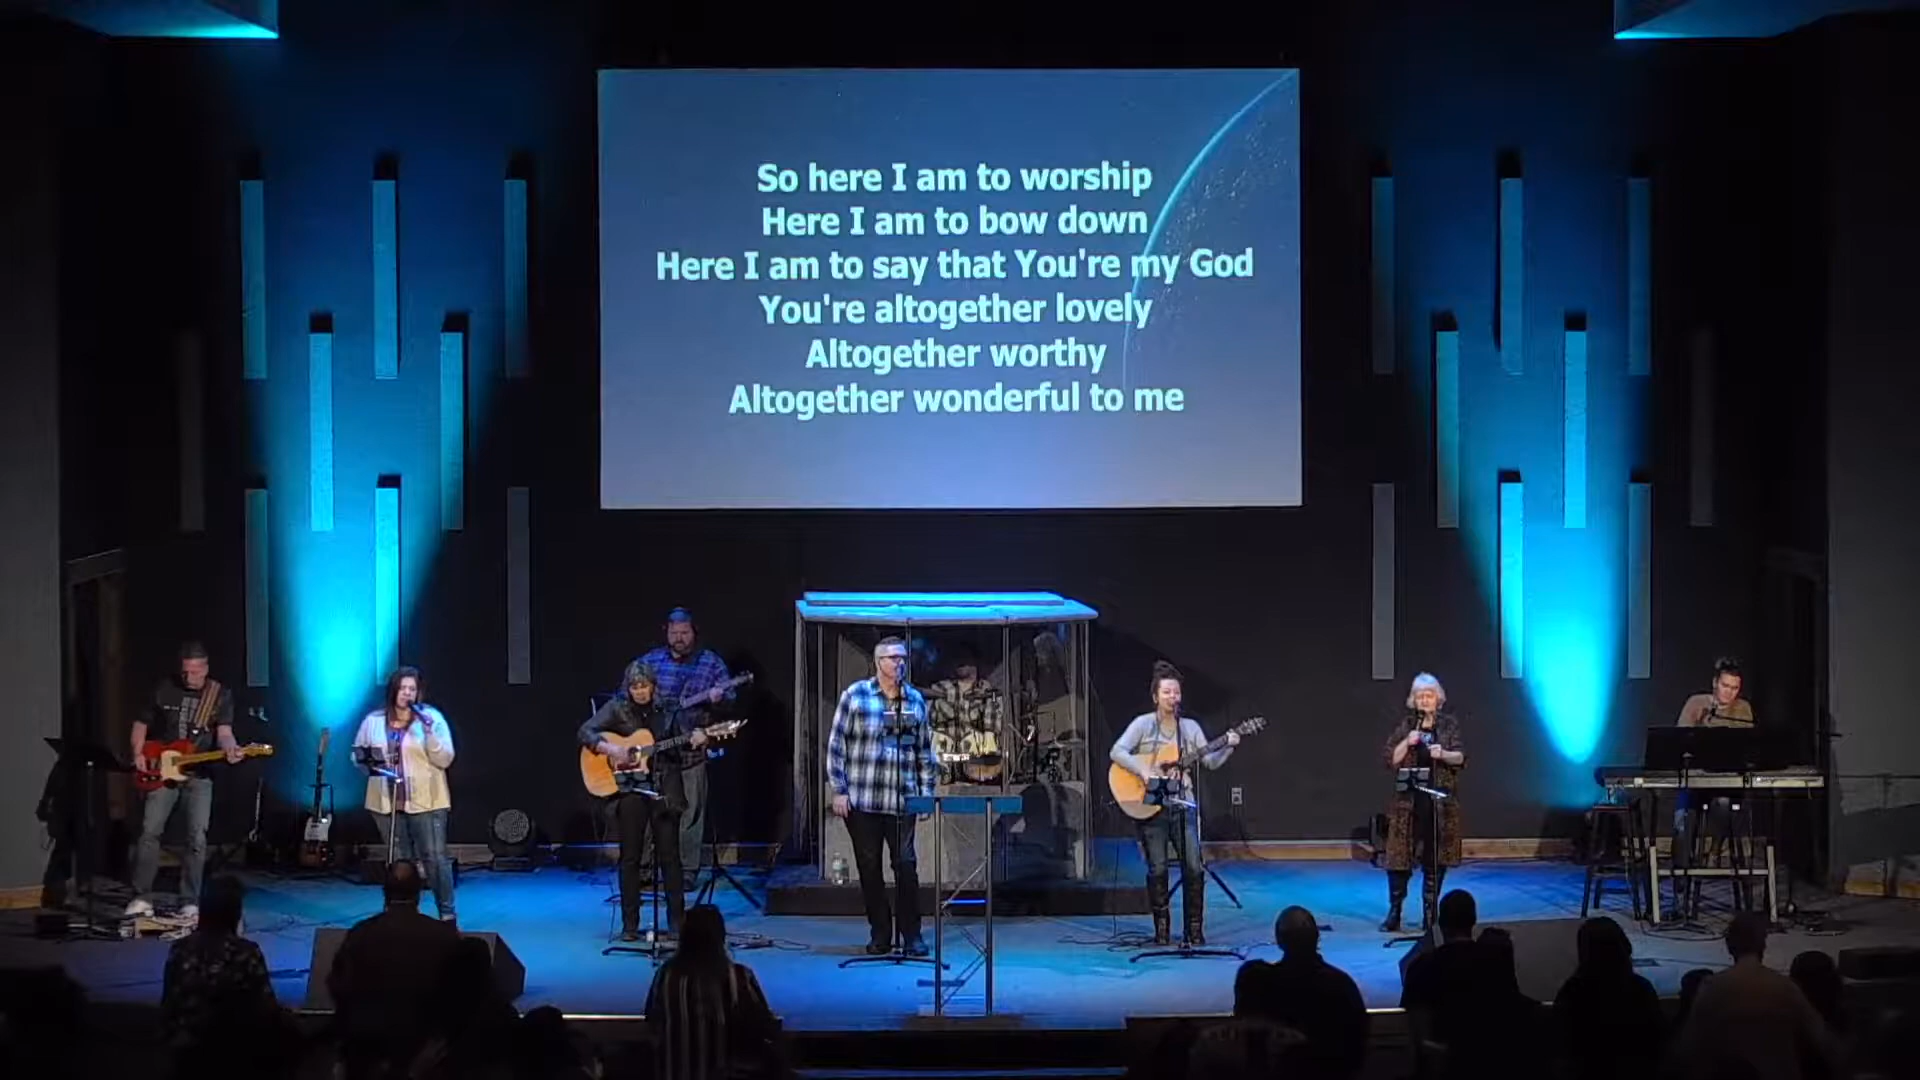 So here I am to worship
Here I am to bow down
Here I am to say that You're my God
You're altogether lovely
Altogether worthy
Altogether wonderful to me